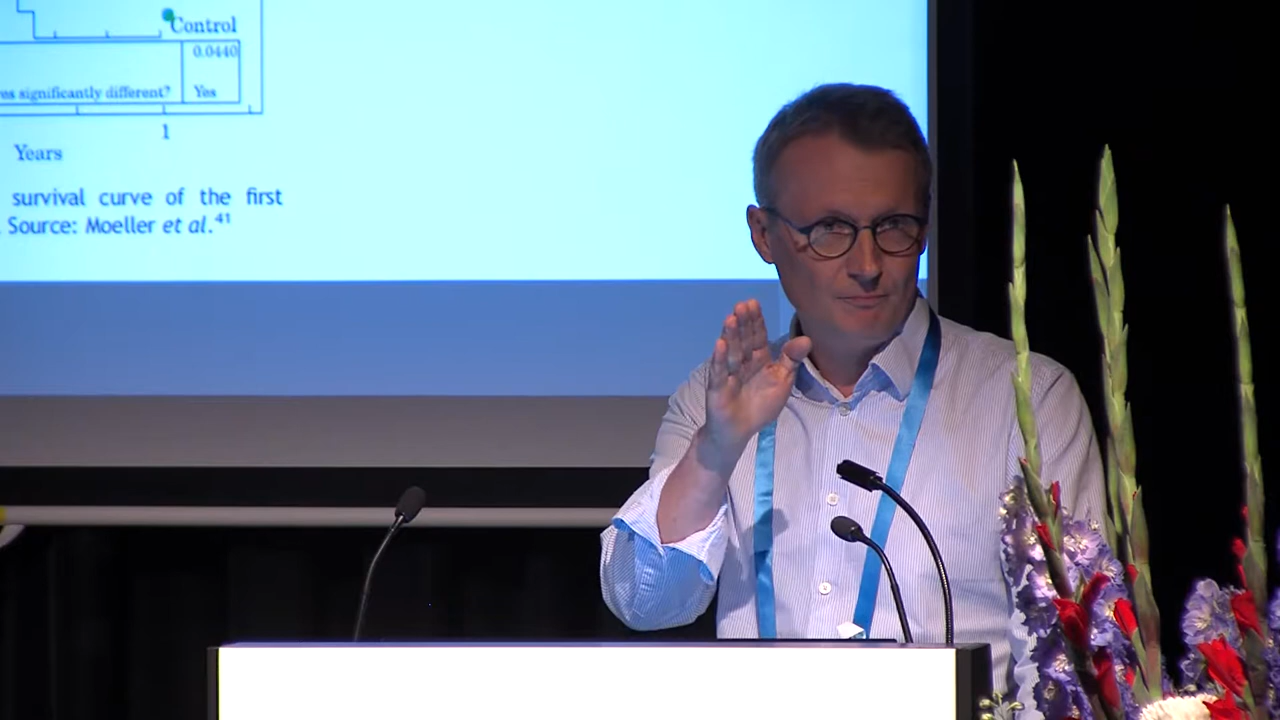 Control
0.0440
es significantly different?
Yes
1
Years
survival curve of the first
. Source: Moeller et al.⁴¹